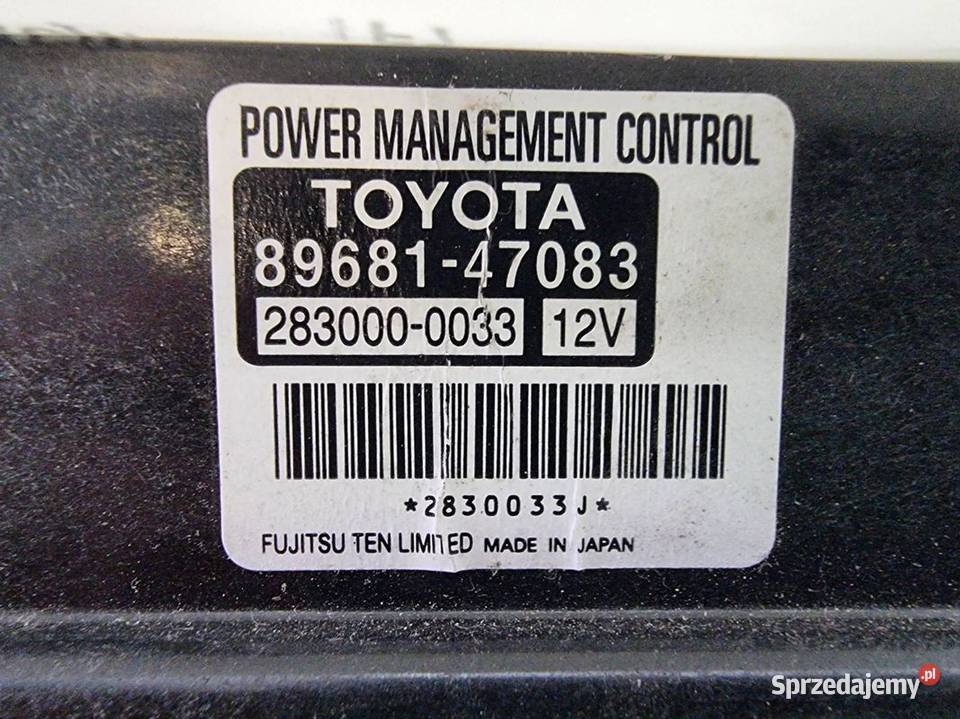 POWER MANAGEMENT CONTROL
TOYOTA
89681-47083
283000-0033 12V
*2830033J*
FUJITSU TEN LIMITED MADE IN JAPAN
Sprzedajemy.pl